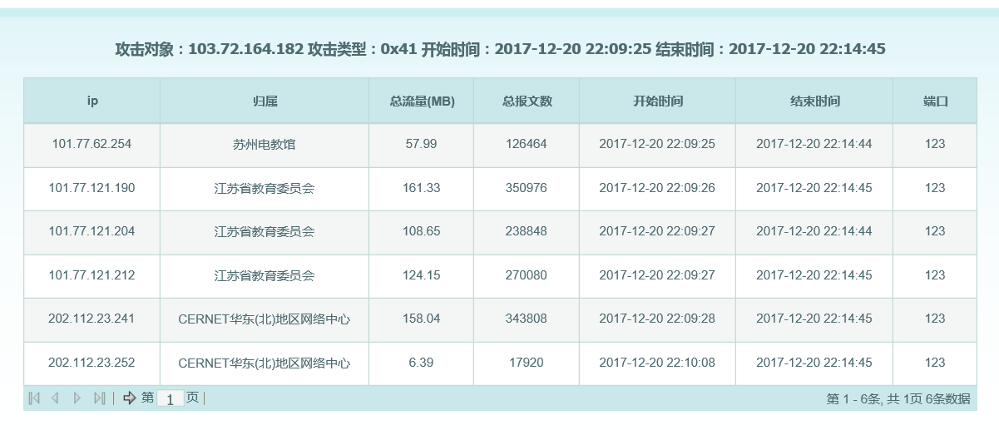 攻击对象：103.72.164.182 攻击类型：0x41 开始时间：2017-12-20 22:09:25 结束时间：2017-12-20 22:14:45
ip 归属 总流量(MB) 总报文数 开始时间 结束时间 端口
101.77.62.254 苏州电教馆 57.99 126464 2017-12-20 22:09:25 2017-12-20 22:14:44 123
101.77.121.190 江苏省教育委员会 161.33 350976 2017-12-20 22:09:26 2017-12-20 22:14:45 123
101.77.121.204 江苏省教育委员会 108.65 238848 2017-12-20 22:09:27 2017-12-20 22:14:44 123
101.77.121.212 江苏省教育委员会 124.15 270080 2017-12-20 22:09:27 2017-12-20 22:14:45 123
202.112.23.241 CERNET华东(北)地区网络中心 158.04 343808 2017-12-20 22:09:28 2017-12-20 22:14:45 123
202.112.23.252 CERNET华东(北)地区网络中心 6.39 17920 2017-12-20 22:10:08 2017-12-20 22:14:45 123
第 1 页 第 1 - 6条, 共 1页 6条数据